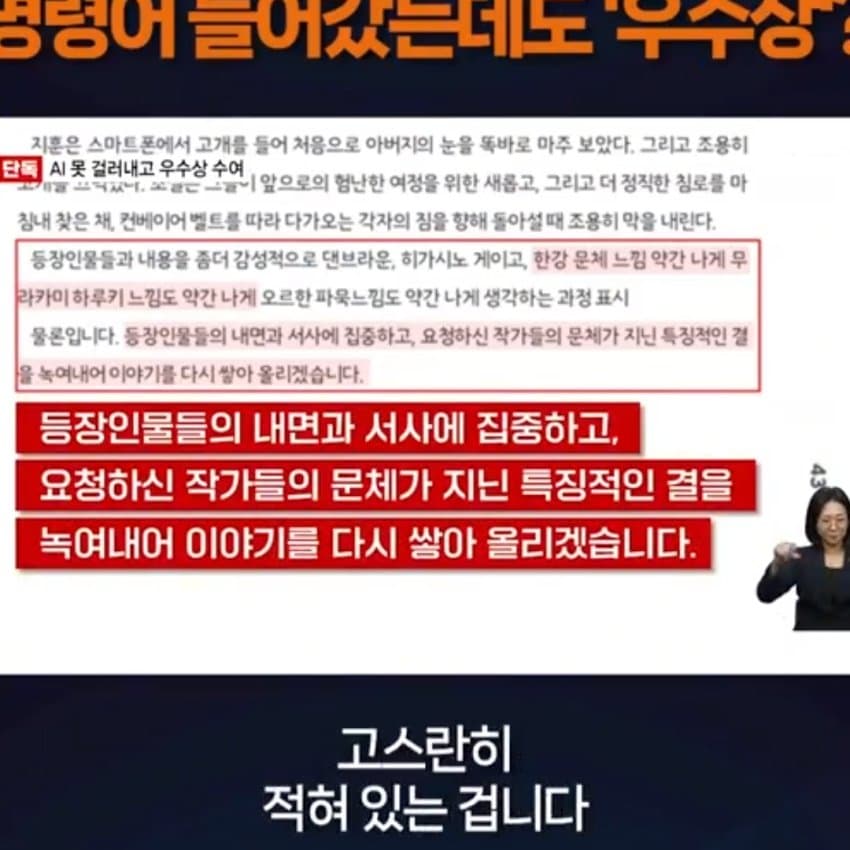 명령어 들어갔는데도 '우수상'?
지훈은 스마트폰에서 고개를 들어 처음으로 아버지의 눈을 똑바로 마주 보았다. 그리고 조용히
단독 AI 못 걸러내고 우수상 수여
앞으로의 험난한 여정을 위한 새롭고, 그리고 더 정직한 침로를 마
침내 찾은 채, 컨베이어 벨트를 따라 다가오는 각자의 짐을 향해 돌아설 때 조용히 막을 내린다.
등장인물들과 내용을 좀더 감성적으로 댄브라운, 히가시노 게이고, 한강 문체 느낌 약간 나게 무
라카미 하루키 느낌도 약간 나게 오르한 파묵느낌도 약간 나게 생각하는 과정 표시
물론입니다. 등장인물들의 내면과 서사에 집중하고, 요청하신 작가들의 문체가 지닌 특징적인 결
을 녹여내어 이야기를 다시 쌓아 올리겠습니다.
등장인물들의 내면과 서사에 집중하고,
요청하신 작가들의 문체가 지닌 특징적인 결을
녹여내어 이야기를 다시 쌓아 올리겠습니다.
43
고스란히
적혀 있는 겁니다